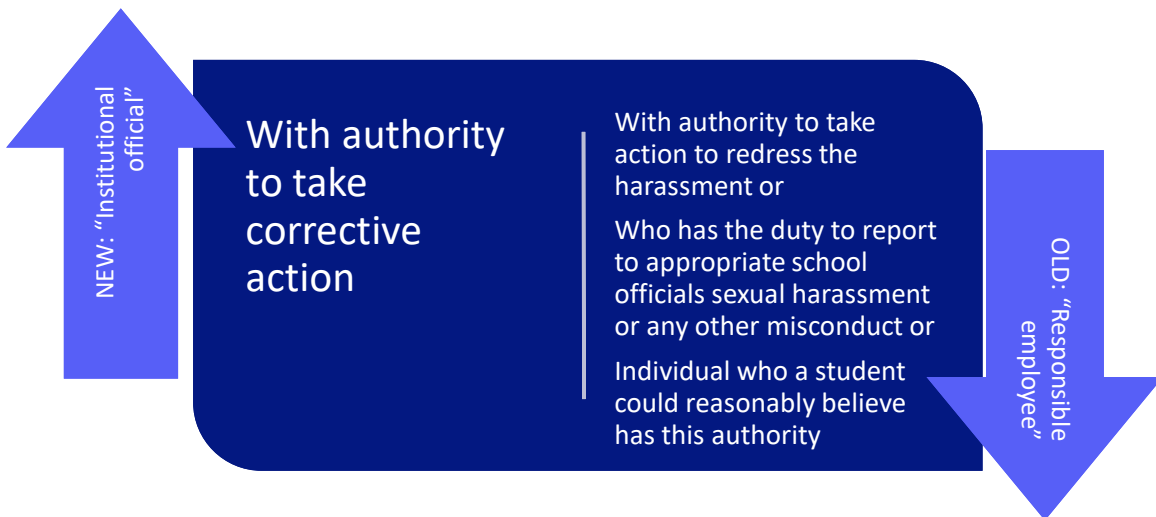 NEW: “Institutional
official”
With authority
to take
corrective
action
With authority to take
action to redress the
harassment or
Who has the duty to report
to appropriate school
officials sexual harassment
or any other misconduct or
Individual who a student
could reasonably believe
has this authority
OLD: “Responsible
employee”